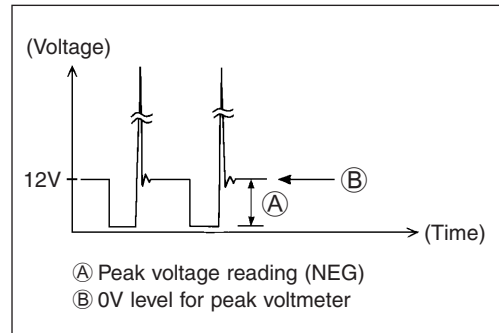 (Voltage)
12V
Ⓑ
Ⓐ
(Time)
Ⓐ Peak voltage reading (NEG)
Ⓑ 0V level for peak voltmeter